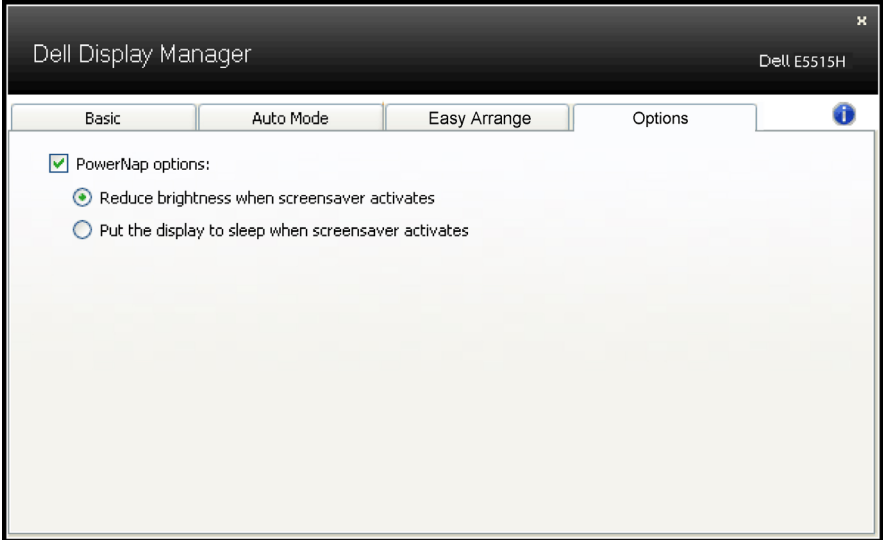 Dell Display Manager
Dell E5515H
Basic
Auto Mode
Easy Arrange
Options
PowerNap options:
Reduce brightness when screensaver activates
Put the display to sleep when screensaver activates